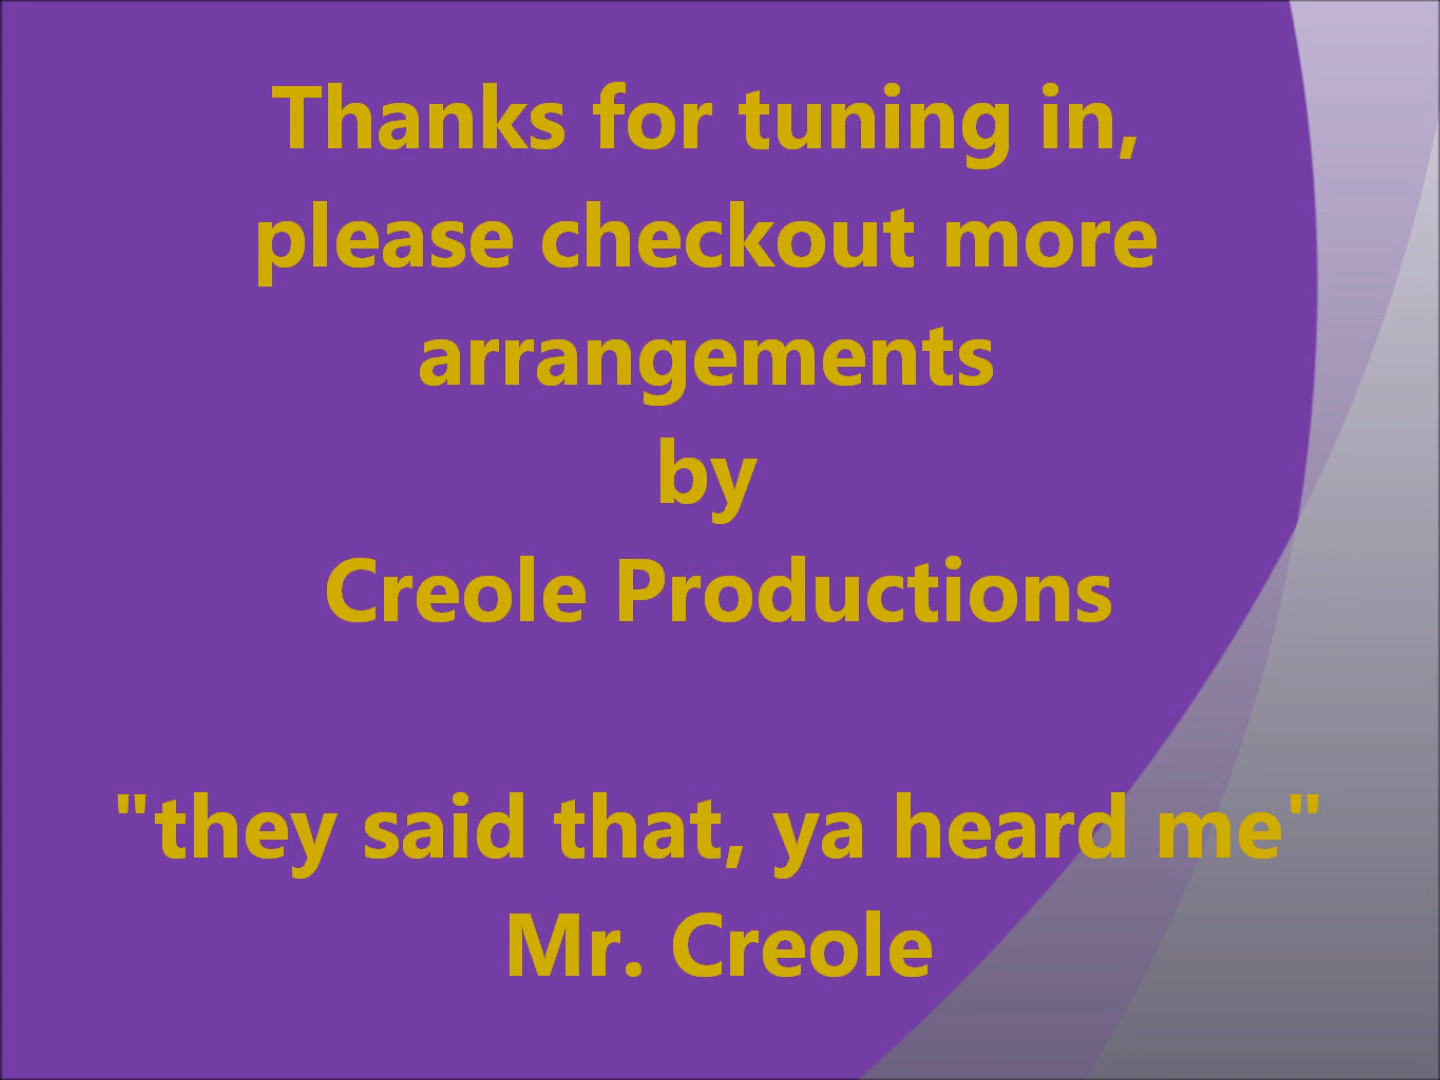 Thanks for tuning in,
please checkout more
arrangements
by
Creole Productions
"they said that, ya heard me"
Mr. Creole